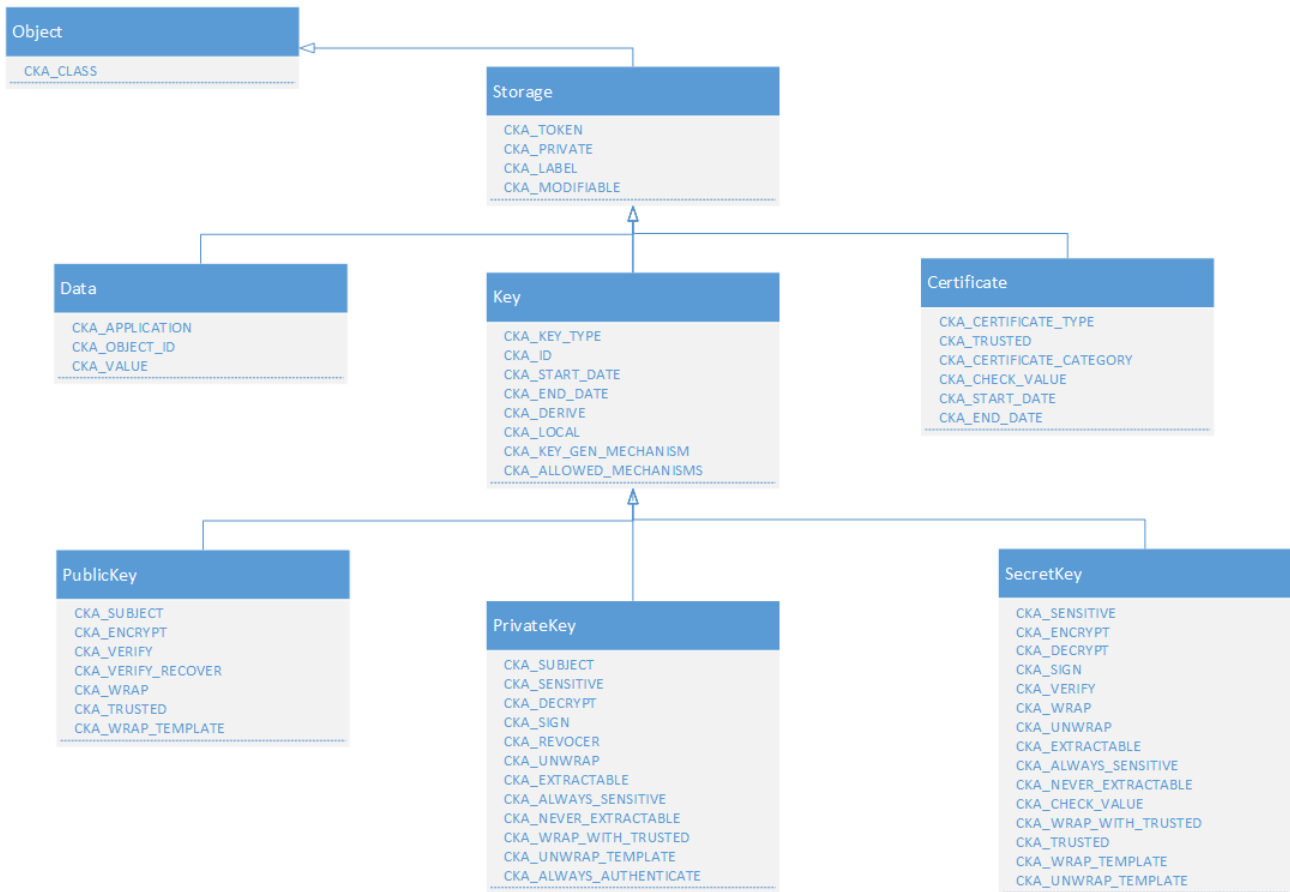 Object
CKA_CLASS
Storage
CKA_TOKEN
CKA_PRIVATE
CKA_LABEL
CKA_MODIFIABLE
Data
CKA_APPLICATION
CKA_OBJECT_ID
CKA_VALUE
Key
CKA_KEY_TYPE
CKA_ID
CKA_START_DATE
CKA_END_DATE
CKA_DERIVE
CKA_LOCAL
CKA_KEY_GEN_MECHANISM
CKA_ALLOWED_MECHANISMS
Certificate
CKA_CERTIFICATE_TYPE
CKA_TRUSTED
CKA_CERTIFICATE_CATEGORY
CKA_CHECK_VALUE
CKA_START_DATE
CKA_END_DATE
PublicKey
CKA_SUBJECT
CKA_ENCRYPT
CKA_VERIFY
CKA_VERIFY_RECOVER
CKA_WRAP
CKA_TRUSTED
CKA_WRAP_TEMPLATE
PrivateKey
CKA_SUBJECT
CKA_SENSITIVE
CKA_DECRYPT
CKA_SIGN
CKA_REVOCER
CKA_UNWRAP
CKA_EXTRACTABLE
CKA_ALWAYS_SENSITIVE
CKA_NEVER_EXTRACTABLE
CKA_WRAP_WITH_TRUSTED
CKA_UNWRAP_TEMPLATE
CKA_ALWAYS_AUTHENTICATE
SecretKey
CKA_SENSITIVE
CKA_ENCRYPT
CKA_DECRYPT
CKA_SIGN
CKA_VERIFY
CKA_WRAP
CKA_UNWRAP
CKA_EXTRACTABLE
CKA_ALWAYS_SENSITIVE
CKA_NEVER_EXTRACTABLE
CKA_CHECK_VALUE
CKA_WRAP_WITH_TRUSTED
CKA_TRUSTED
CKA_WRAP_TEMPLATE
CKA_UNWRAP_TEMPLATE